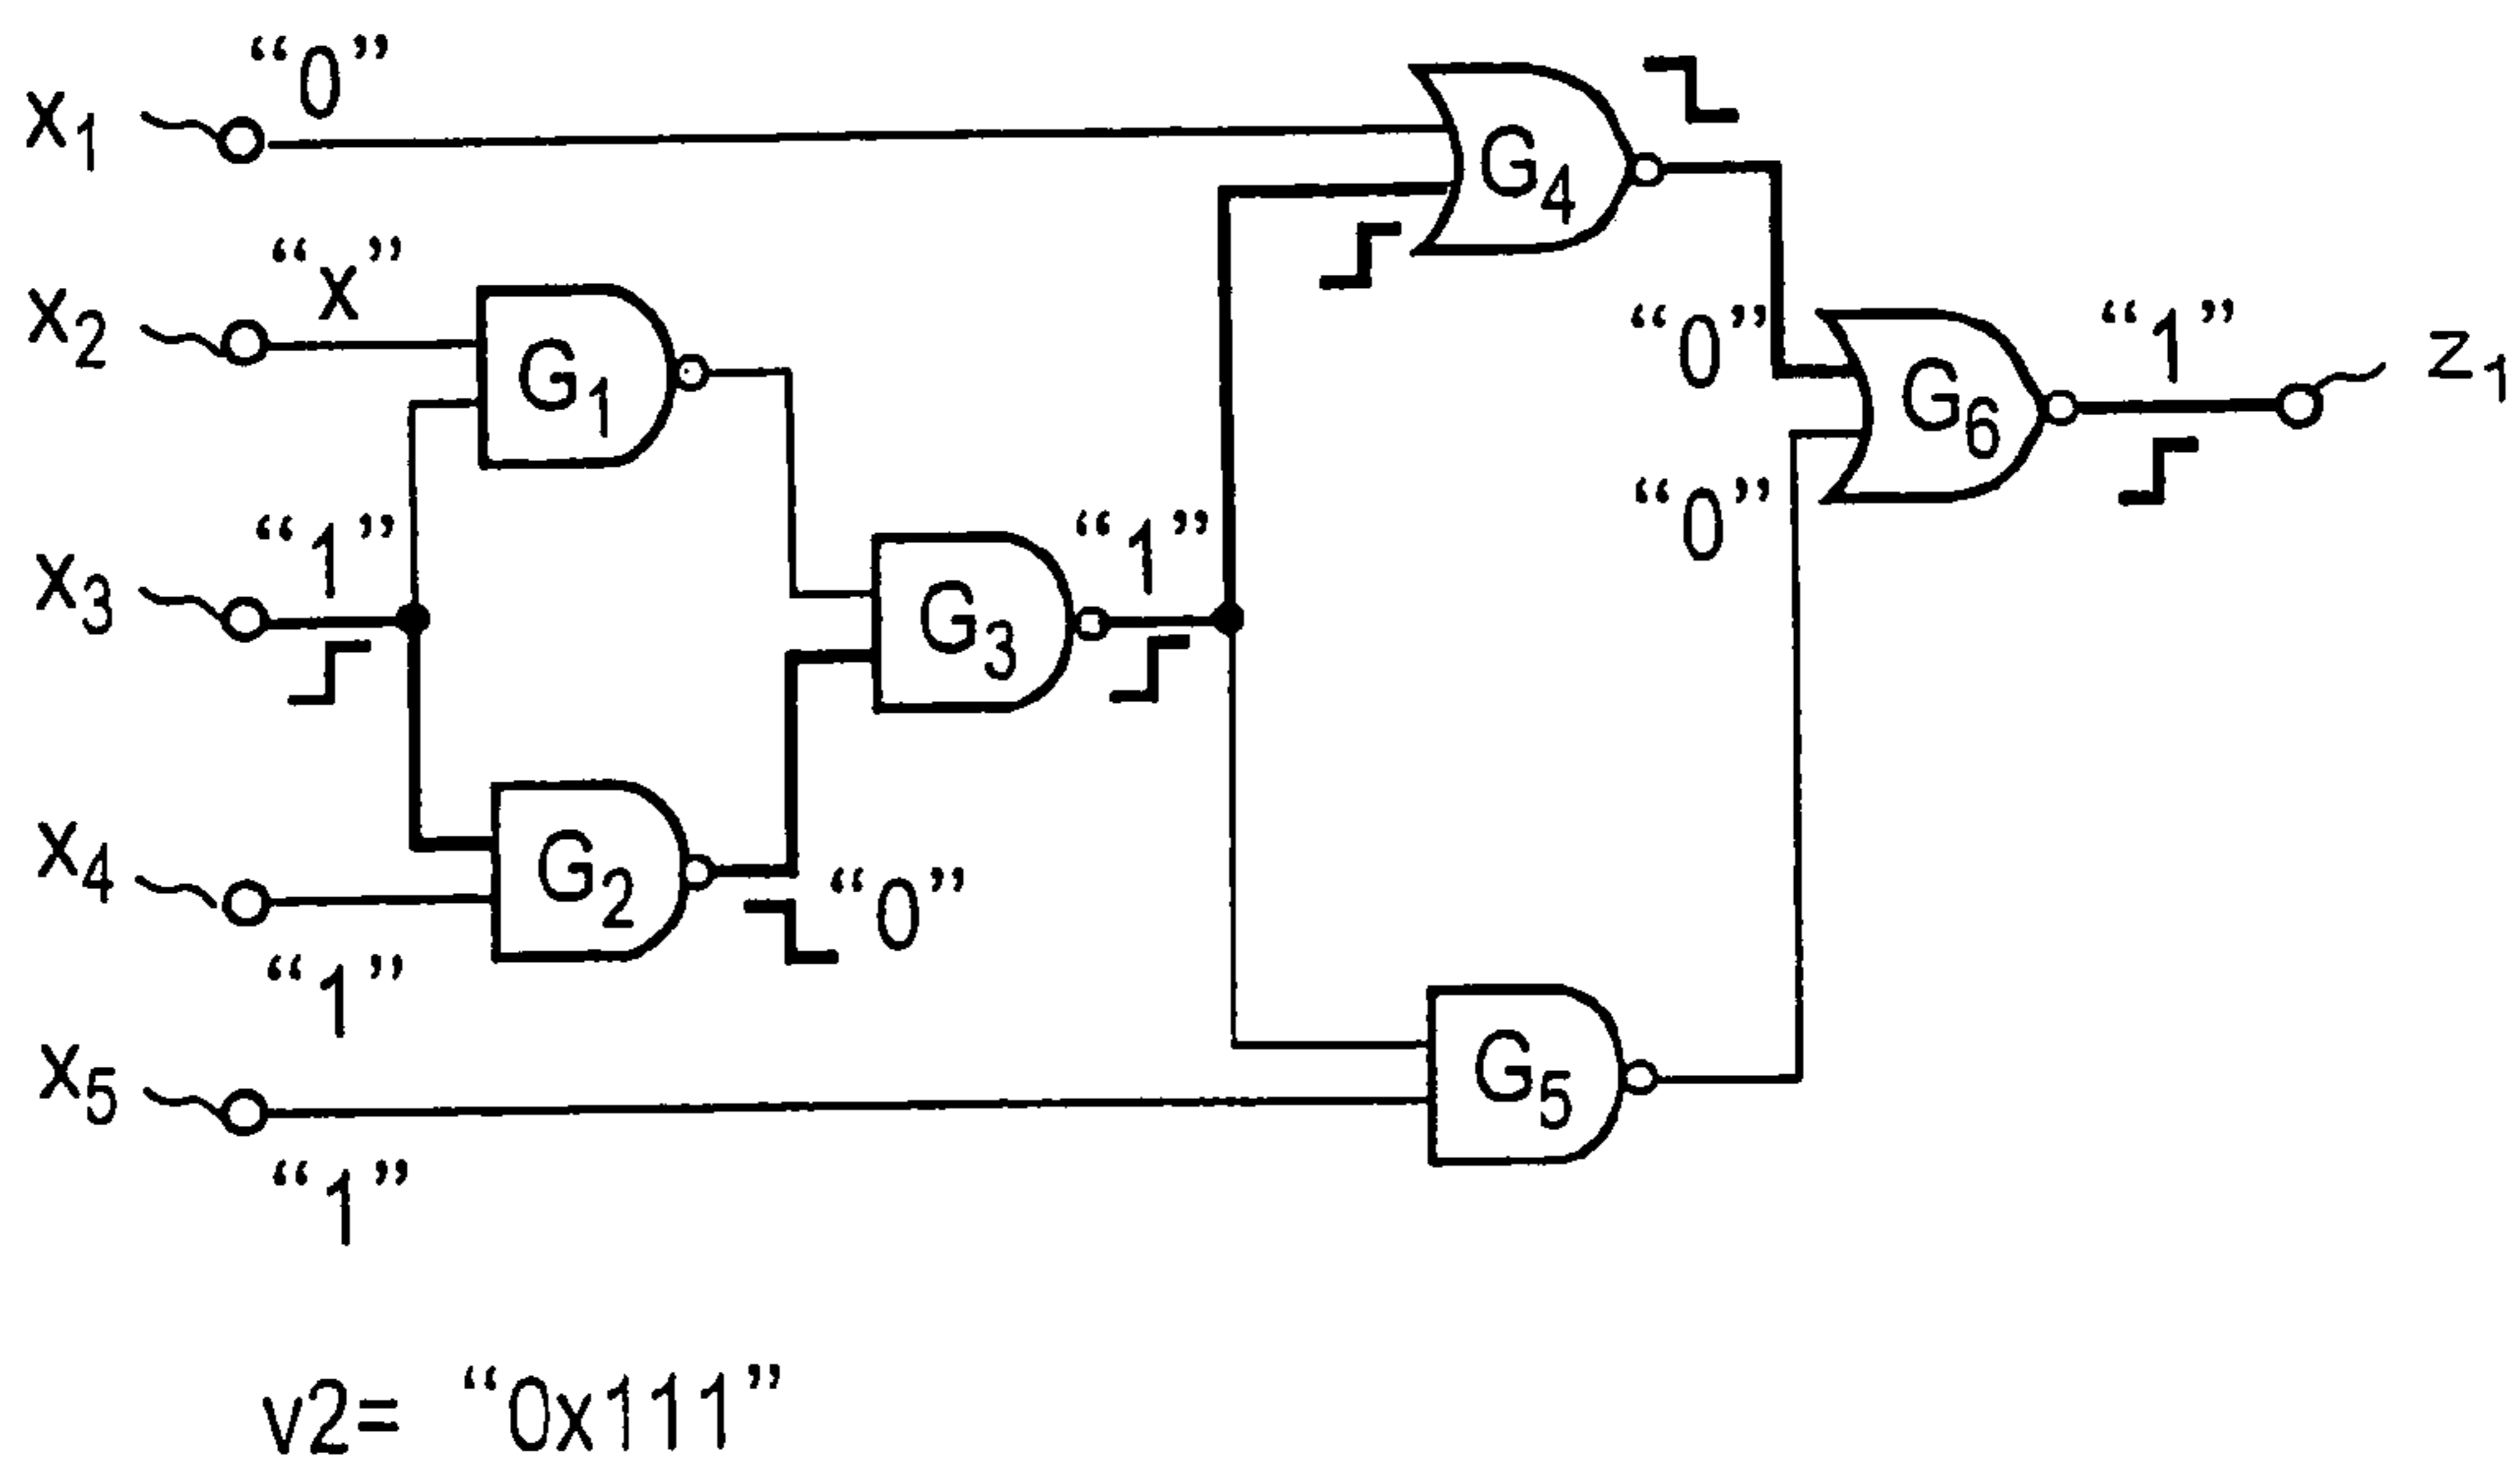 x1 “0”
x2 “x”
G1
x3 “1”
G2
x4 “1”
x5 “1”
G3 “1”
“0”
G4
“0”
“0”
G5
G6 “1”
z1
v2= “0x111”